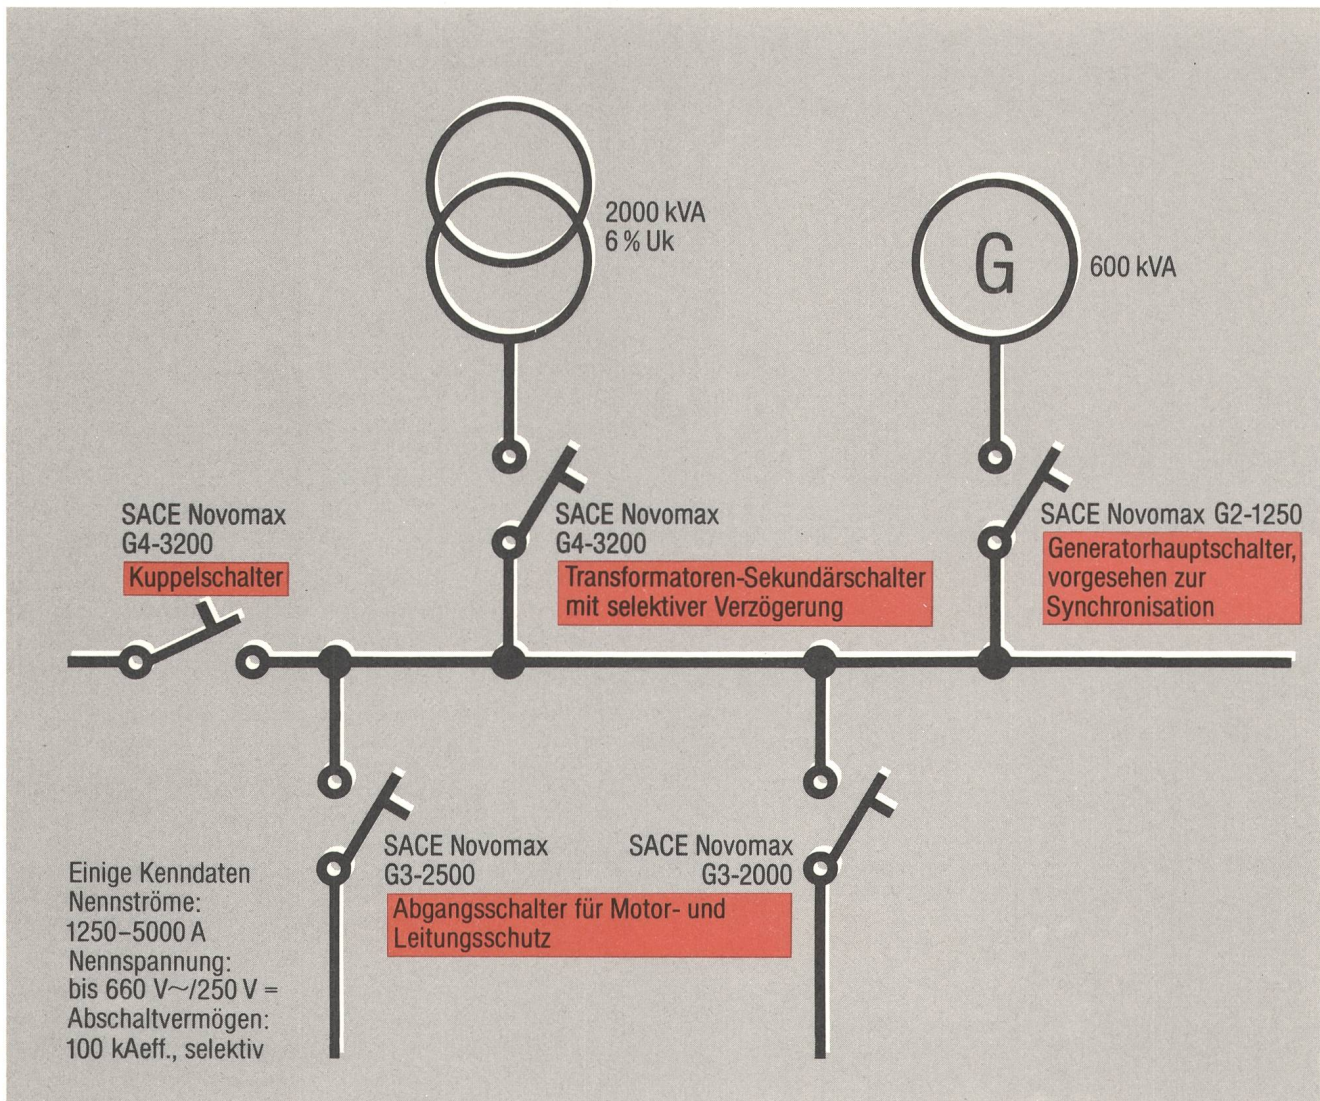 2000 kVA
6 % Uk
G
600 kVA
SACE Novomax
G4-3200
Kuppelschalter
SACE Novomax
G4-3200
Transformatoren-Sekundärschalter
mit selektiver Verzögerung
SACE Novomax G2-1250
Generatorhauptschalter,
vorgesehen zur
Synchronisation
SACE Novomax
G3-2500
SACE Novomax
G3-2000
Abgangsschalter für Motor- und
Leitungsschutz
Einige Kenndaten
Nennströme:
1250–5000 A
Nennspannung:
bis 660 V~/250 V =
Abschaltvermögen:
100 kAeff., selektiv